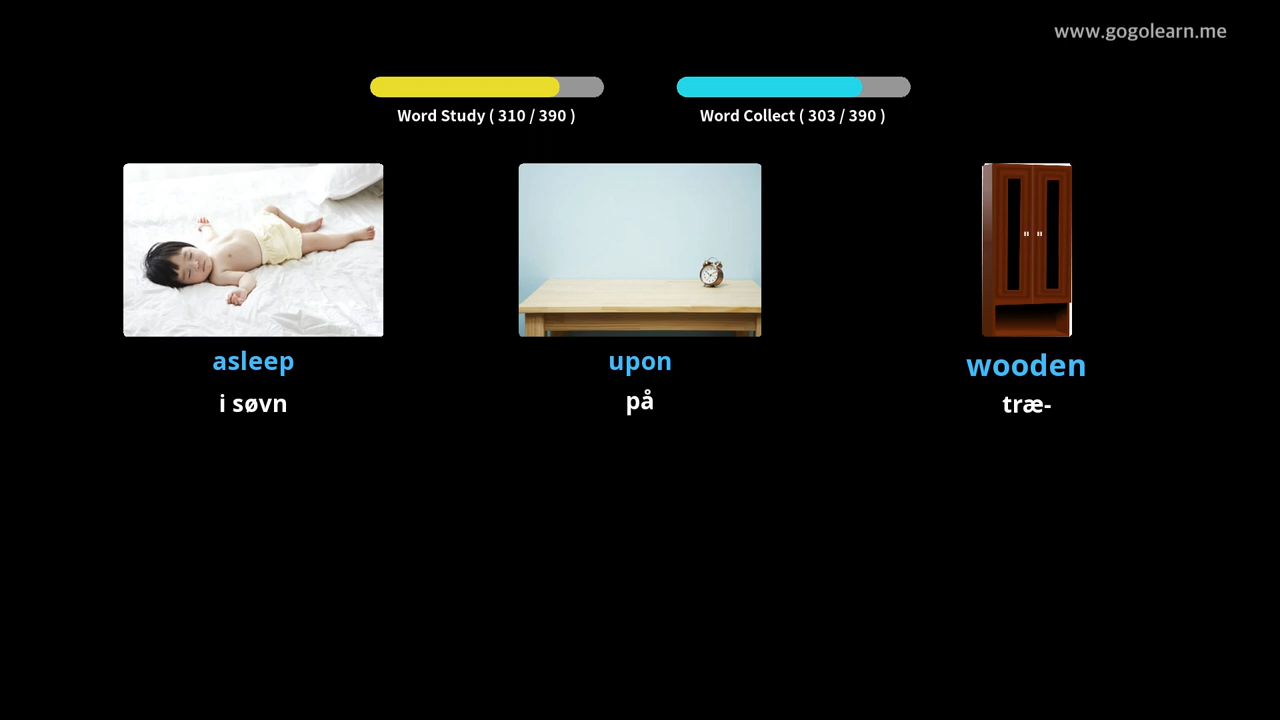 www.gogolearn.me
Word Study ( 310 / 390 )
Word Collect ( 303 / 390 )
asleep
upon
wooden
i søvn
på
træ-